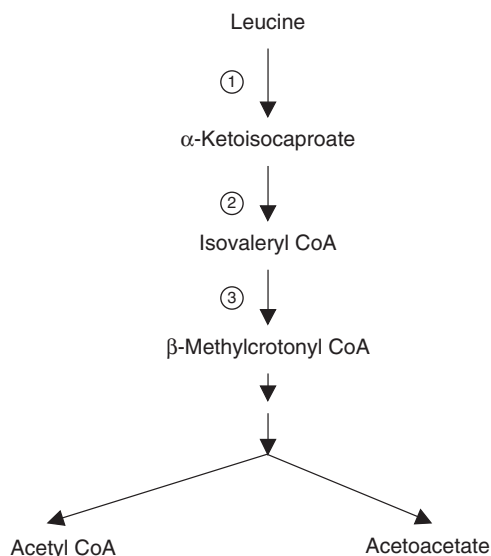 Leucine
①
α-Ketoisocaproate
②
Isovaleryl CoA
③
β-Methylcrotonyl CoA
Acetyl CoA
Acetoacetate